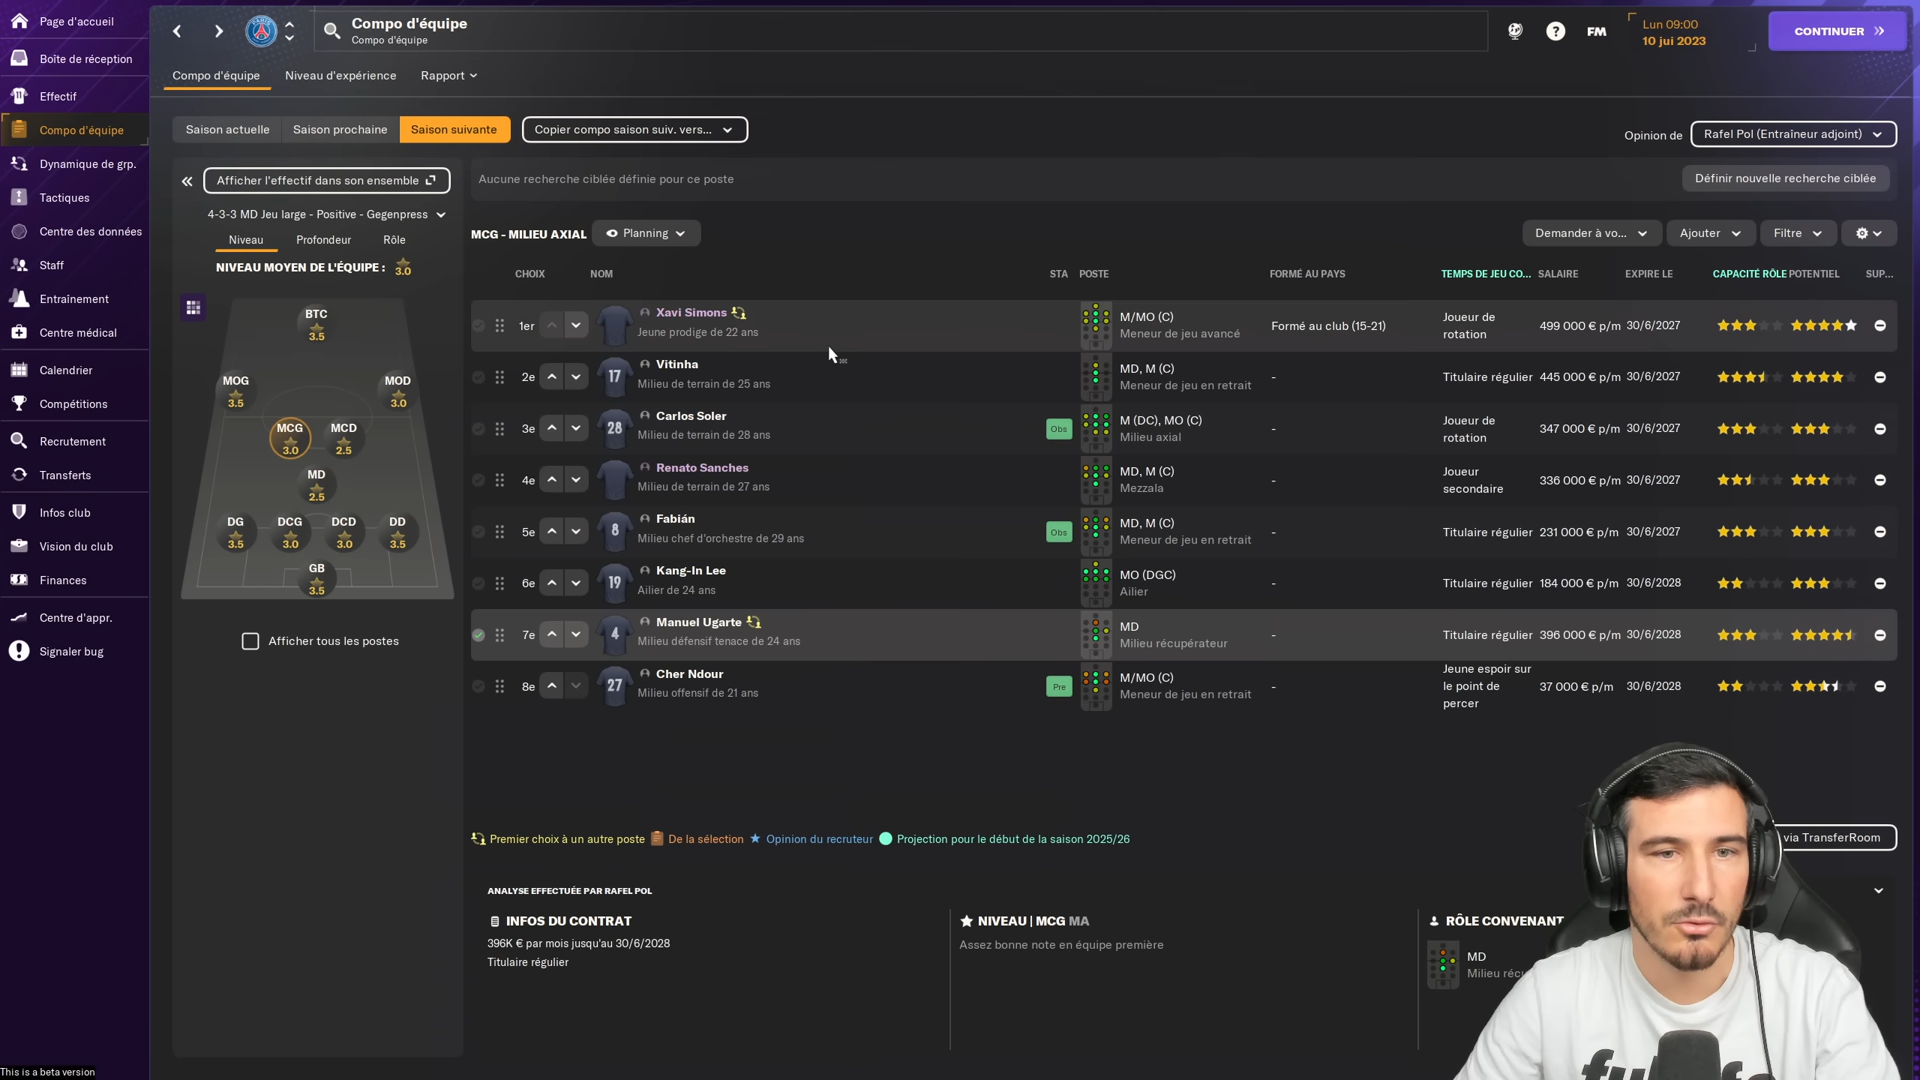 Page d'accueil
Boîte de réception
Effectif
Compo d'équipe
Dynamique de grp.
Tactiques
Centre des données
Staff
Entraînement
Centre médical
Calendrier
Compétitions
Recrutement
Transferts
Infos club
Vision du club
Finances
Centre d'appr.
Signaler bug
This is a beta version
Compo d'équipe
Compo d'équipe
FM
Lun 09:00
10 jui 2023
CONTINUER
Compo d'équipe Niveau d'expérience Rapport
Saison actuelle Saison prochaine Saison suivante Copier compo saison suiv. vers...
Opinion de Rafel Pol (Entraîneur adjoint)
Afficher l'effectif dans son ensemble
4-3-3 MD Jeu large - Positive - Gegenpress
Niveau Profondeur Rôle
NIVEAU MOYEN DE L'ÉQUIPE : 3.0
BTC
3.5
MOG MOD
3.5 3.0
MCG MCD
3.0 2.5
MD
2.5
DG DCG DCD DD
3.5 3.0 3.0 3.5
GB
3.5
Afficher tous les postes
Aucune recherche ciblée définie pour ce poste
Définir nouvelle recherche ciblée
MCG - MILIEU AXIAL Planning
Demander à vo... Ajouter Filtre
CHOIX NOM STA POSTE FORMÉ AU PAYS TEMPS DE JEU CO... SALAIRE EXPIRE LE CAPACITÉ RÔLE POTENTIEL SUP...
1er Xavi Simons M/MO (C) Formé au club (15-21) Joueur de rotation 499 000 € p/m 30/6/2027
Jeune prodige de 22 ans Meneur de jeu avancé
2e 17 Vitinha MD, M (C) - Titulaire régulier 445 000 € p/m 30/6/2027
Milieu de terrain de 25 ans Meneur de jeu en retrait
3e 28 Carlos Soler Obs M (DC), MO (C) - Joueur de rotation 347 000 € p/m 30/6/2027
Milieu de terrain de 28 ans Milieu axial
4e Renato Sanches MD, M (C) - Joueur secondaire 336 000 € p/m 30/6/2027
Milieu de terrain de 27 ans Mezzala
5e 8 Fabián Obs MD, M (C) - Titulaire régulier 231 000 € p/m 30/6/2027
Milieu chef d'orchestre de 29 ans Meneur de jeu en retrait
6e 19 Kang-In Lee MO (DGC) - Titulaire régulier 184 000 € p/m 30/6/2028
Ailier de 24 ans Ailier
7e 4 Manuel Ugarte MD - Titulaire régulier 396 000 € p/m 30/6/2028
Milieu défensif tenace de 24 ans Milieu récupérateur
8e 27 Cher Ndour Pre M/MO (C) - Jeune espoir sur le point de percer 37 000 € p/m 30/6/2028
Milieu offensif de 21 ans Meneur de jeu en retrait
Premier choix à un autre poste De la sélection Opinion du recruteur Projection pour le début de la saison 2025/26
via TransferRoom
ANALYSE EFFECTUÉE PAR RAFEL POL
INFOS DU CONTRAT
396K € par mois jusqu'au 30/6/2028
Titulaire régulier
NIVEAU | MCG MA
Assez bonne note en équipe première
RÔLE CONVENANT
MD
Milieu récu